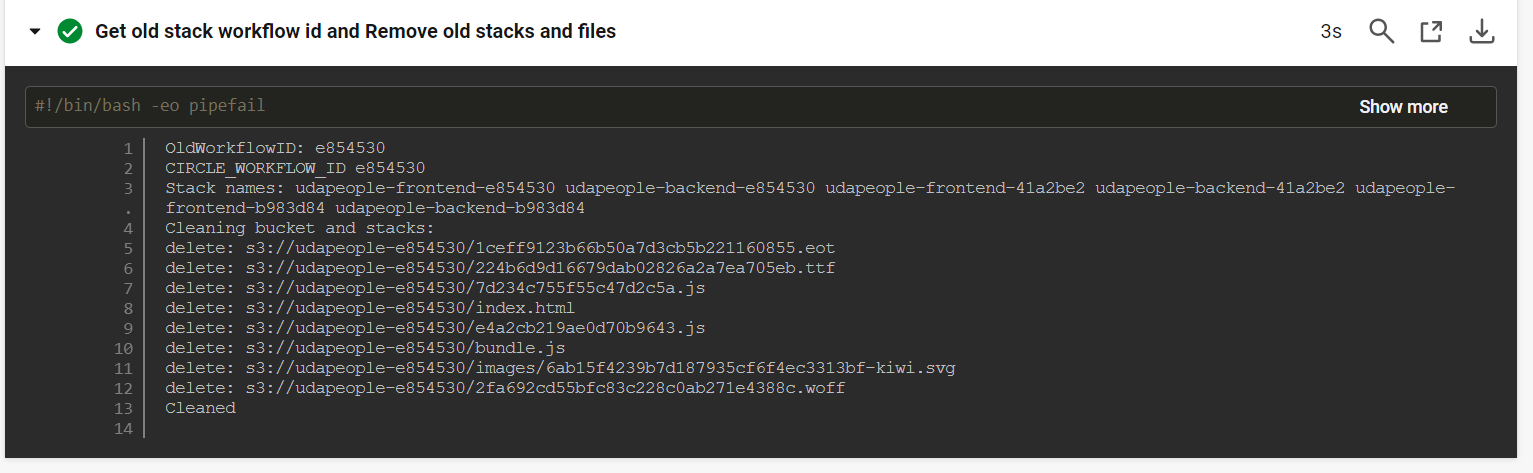 Get old stack workflow id and Remove old stacks and files
3s
#!/bin/bash -eo pipefail
Show more
1 OldWorkflowID: e854530
2 CIRCLE_WORKFLOW_ID e854530
3 Stack names: udapeople-frontend-e854530 udapeople-backend-e854530 udapeople-frontend-41a2be2 udapeople-backend-41a2be2 udapeople-
. frontend-b983d84 udapeople-backend-b983d84
4 Cleaning bucket and stacks:
5 delete: s3://udapeople-e854530/1ceff9123b66b50a7d3cb5b221160855.eot
6 delete: s3://udapeople-e854530/224b6d9d16679dab02826a2a7ea705eb.ttf
7 delete: s3://udapeople-e854530/7d234c755f55c47d2c5a.js
8 delete: s3://udapeople-e854530/index.html
9 delete: s3://udapeople-e854530/e4a2cb219ae0d70b9643.js
10 delete: s3://udapeople-e854530/bundle.js
11 delete: s3://udapeople-e854530/images/6ab15f4239b7d187935cf6f4ec3313bf-kiwi.svg
12 delete: s3://udapeople-e854530/2fa692cd55bfc83c228c0ab271e4388c.woff
13 Cleaned
14